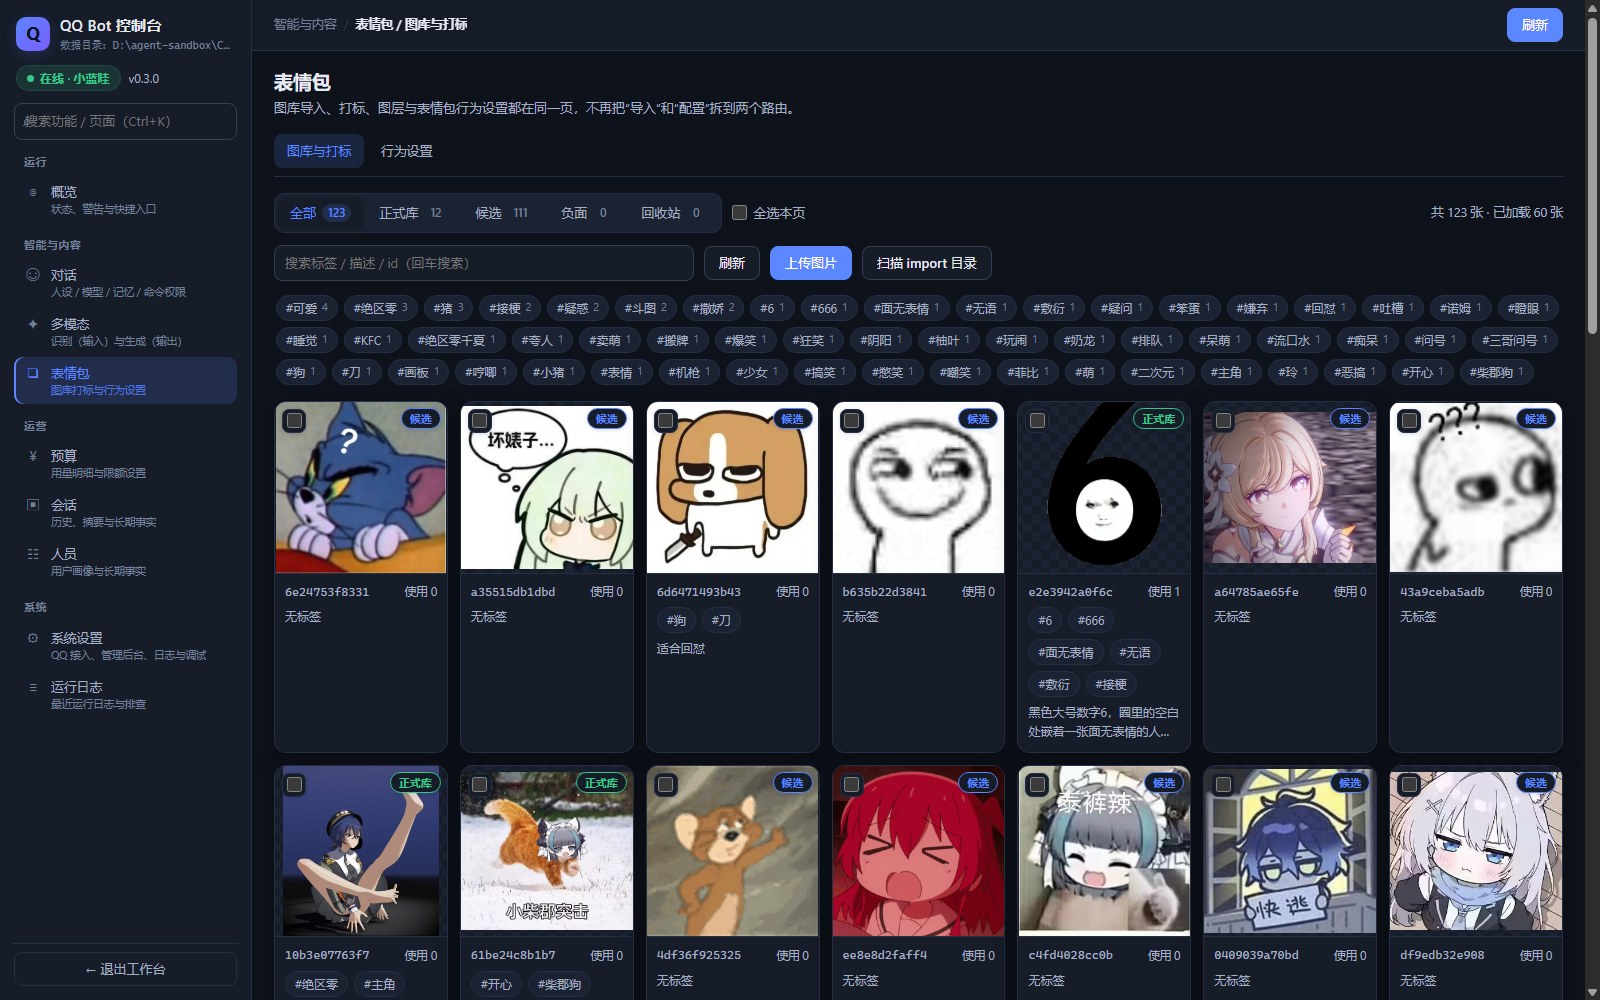 Q
QQ Bot 控制台
数据目录: D:\agent-sandbox\C…
在线 · 小蓝哇
v0.3.0
搜索功能 / 页面（Ctrl+K）
运行
概览
状态、警告与快捷入口
智能与内容
对话
人设 / 模型 / 记忆 / 命令权限
多模态
识别（输入）与生成（输出）
表情包
图库打标与行为设置
运营
¥ 预算
用量明细与限额设置
会话
历史、摘要与长期事实
人员
用户画像与长期事实
系统
系统设置
QQ 接入、管理后台、日志与调试
运行日志
最近运行日志与排查
← 退出工作台
智能与内容 / 表情包 / 图库与打标
刷新
表情包
图库导入、打标、图层与表情包行为设置都在同一页，不再把“导入”和“配置”拆到两个路由。
图库与打标 行为设置
全部 123 正式库 12 候选 111 负面 0 回收站 0 全选本页
共 123 张 · 已加载 60 张
搜索标签 / 描述 / id（回车搜索）
刷新 上传图片 扫描 import 目录
#可爱 4 #绝区零 3 #猪 3 #接梗 2 #疑惑 2 #斗图 2 #撒娇 2 #6 1 #666 1 #面无表情 1 #无语 1 #敷衍 1 #疑问 1 #笨蛋 1 #嫌弃 1 #回怼 1 #吐槽 1 #诺姆 1 #瞪眼 1
#睡觉 1 #KFC 1 #绝区零千夏 1 #夸人 1 #卖萌 1 #搬牌 1 #爆笑 1 #狂笑 1 #阴阳 1 #柚叶 1 #玩闹 1 #奶龙 1 #排队 1 #呆萌 1 #流口水 1 #痴呆 1 #问号 1 #三哥问号 1
#狗 1 #刀 1 #画板 1 #哼唧 1 #小猪 1 #表情 1 #机枪 1 #少女 1 #搞笑 1 #憋笑 1 #嘲笑 1 #菲比 1 #萌 1 #二次元 1 #主角 1 #玲 1 #恶搞 1 #开心 1 #柴郡狗 1
候选
?
6e24753f8331 使用 0
无标签
候选
坏婊子...
a35515db1dbd 使用 0
无标签
候选
6d6471493b43 使用 0
#狗 #刀
适合回怼
候选
b635b22d3841 使用 0
无标签
正式库
6
e2e3942a0f6c 使用 1
#6 #666
#面无表情 #无语
#敷衍 #接梗
黑色大号数字6，圆里的空白
处嵌着一张面无表情的人...
候选
a64785ae65fe 使用 0
无标签
候选
???
43a9ceba5adb 使用 0
无标签
正式库
10b3e07763f7 使用 0
#绝区零 #主角
正式库
小柴郡突击
61be24c8b1b7 使用 0
#开心 #柴郡狗
候选
4df36f925325 使用 0
无标签
候选
ee8e8d2faff4 使用 0
无标签
候选
泰裤辣
c4fd4028cc0b 使用 0
无标签
候选
快逃
0409039a70bd 使用 0
无标签
候选
df9edb32e908 使用 0
无标签